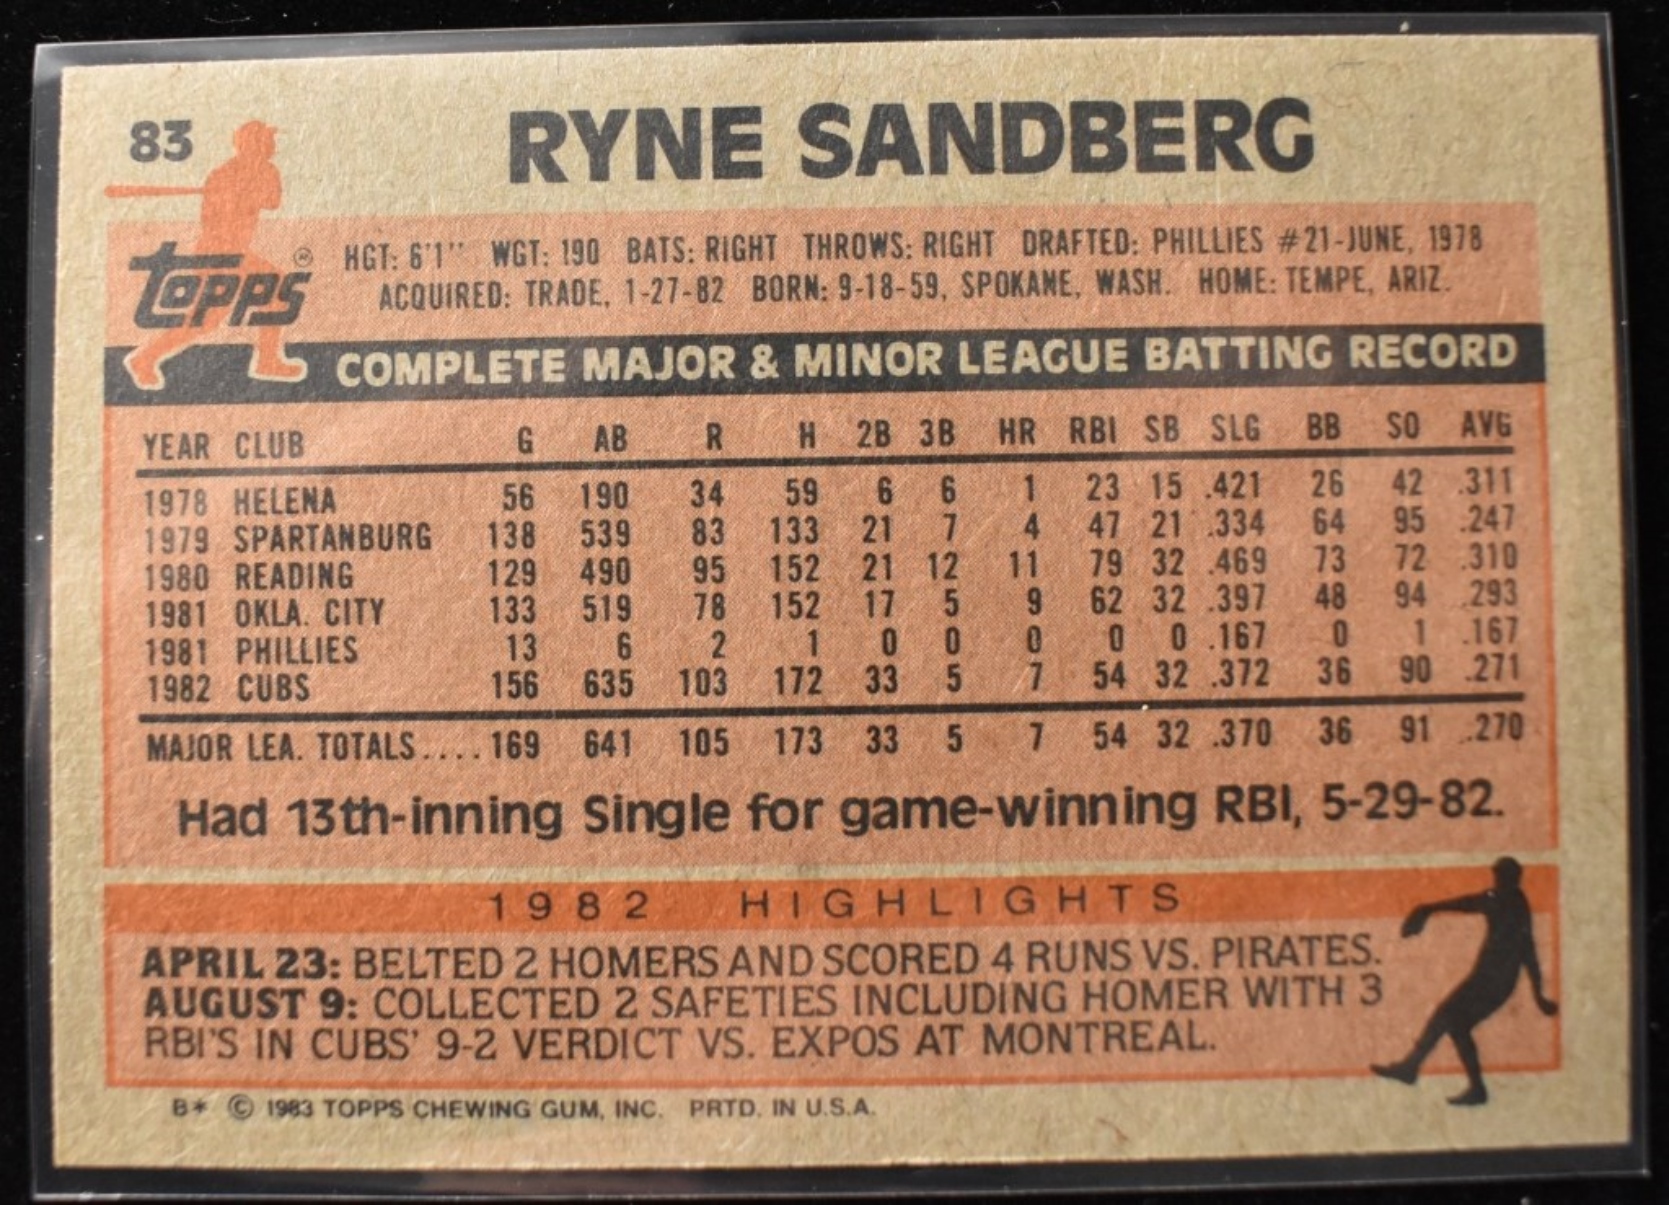 83
RYNE SANDBERG
Topps ®
HGT: 6'1'' WGT: 190 BATS: RIGHT THROWS: RIGHT DRAFTED: PHILLIES #21-JUNE, 1978
ACQUIRED: TRADE, 1-27-82 BORN: 9-18-59, SPOKANE, WASH. HOME: TEMPE, ARIZ.
COMPLETE MAJOR & MINOR LEAGUE BATTING RECORD
YEAR CLUB G AB R H 2B 3B HR RBI SB SLG BB SO AVG
1978 HELENA 56 190 34 59 6 6 1 23 15 .421 26 42 .311
1979 SPARTANBURG 138 539 83 133 21 7 4 47 21 .334 64 95 .247
1980 READING 129 490 95 152 21 12 11 79 32 .469 73 72 .310
1981 OKLA. CITY 133 519 78 152 17 5 9 62 32 .397 48 94 .293
1981 PHILLIES 13 6 2 1 0 0 0 0 0 .167 0 1 .167
1982 CUBS 156 635 103 172 33 5 7 54 32 .372 36 90 .271
MAJOR LEA. TOTALS.... 169 641 105 173 33 5 7 54 32 .370 36 91 .270
Had 13th-inning Single for game-winning RBI, 5-29-82.
1982 HIGHLIGHTS
APRIL 23: BELTED 2 HOMERS AND SCORED 4 RUNS VS. PIRATES.
AUGUST 9: COLLECTED 2 SAFETIES INCLUDING HOMER WITH 3
RBI'S IN CUBS' 9-2 VERDICT VS. EXPOS AT MONTREAL.
B* © 1983 TOPPS CHEWING GUM, INC. PRTD. IN U.S.A.